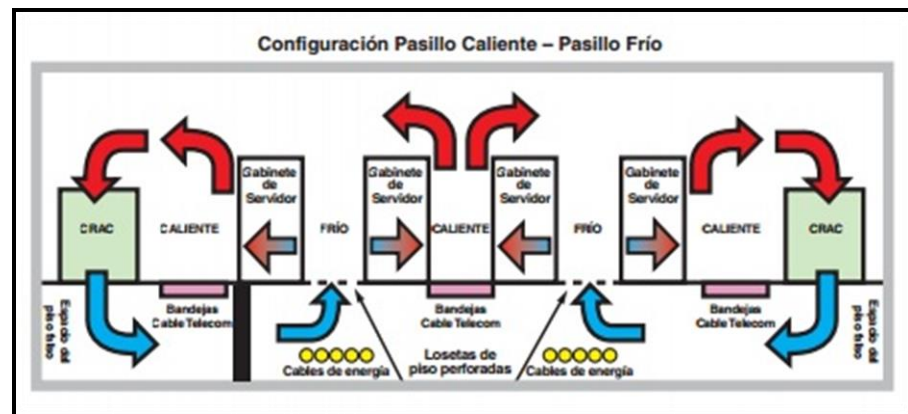 Configuración Pasillo Caliente – Pasillo Frío
Gabinete
de
Servidor
Gabinete
de
Servidor
Gabinete
de
Servidor
Gabinete
de
Servidor
CRAC
CALIENTE
FRÍO
CALIENTE
FRÍO
CALIENTE
CRAC
Espacio del
piso falso
Bandejas
Cable Telecom
Bandejas
Cable Telecom
Bandejas
Cable Telecom
Espacio del
piso falso
Cables de energía
Losetas de
piso perforadas
Cables de energía